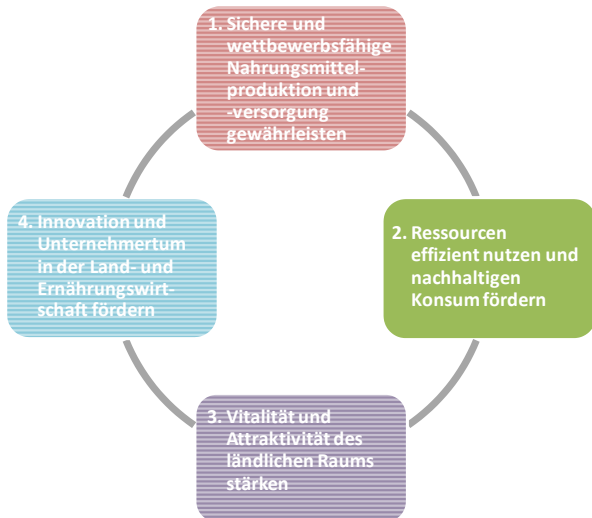 1. Sichere und
wettbewerbsfähige
Nahrungsmittel-
produktion und
-versorgung
gewährleisten
2. Ressourcen
effizient nutzen und
nachhaltigen
Konsum fördern
3. Vitalität und
Attraktivität des
ländlichen Raums
stärken
4. Innovation und
Unternehmertum
in der Land- und
Ernährungswirt-
schaft fördern